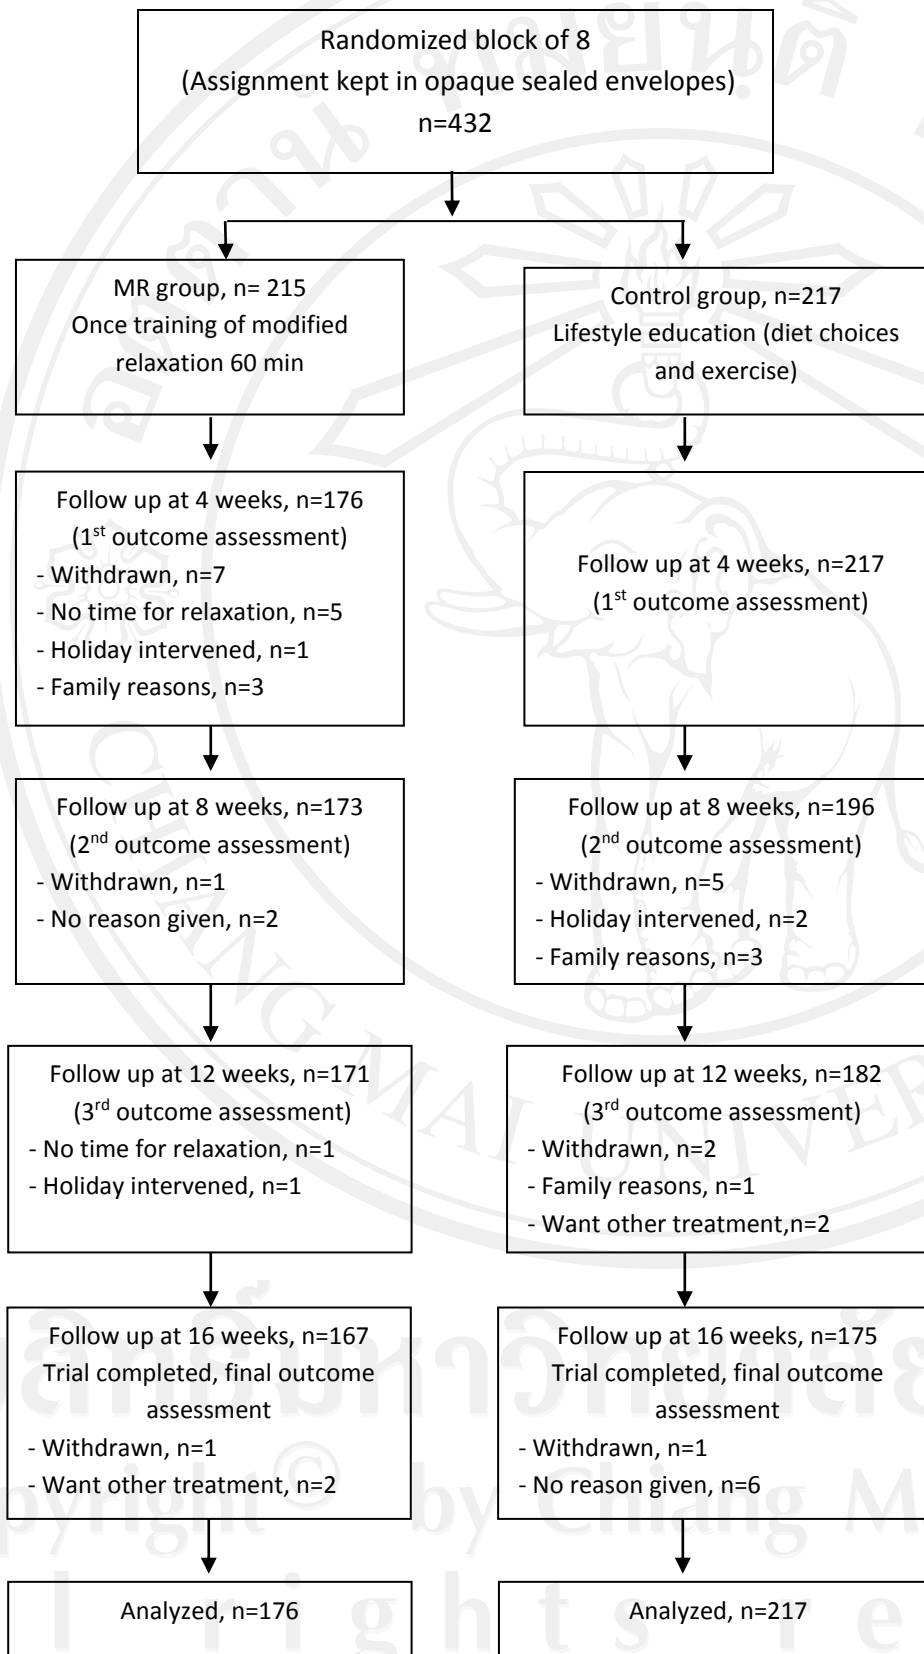 Randomized block of 8
(Assignment kept in opaque sealed envelopes)
n=432
MR group, n= 215
Once training of modified
relaxation 60 min
Control group, n=217
Lifestyle education (diet choices
and exercise)
Follow up at 4 weeks, n=176
(1st outcome assessment)
- Withdrawn, n=7
- No time for relaxation, n=5
- Holiday intervened, n=1
- Family reasons, n=3
Follow up at 4 weeks, n=217
(1st outcome assessment)
Follow up at 8 weeks, n=173
(2nd outcome assessment)
- Withdrawn, n=1
- No reason given, n=2
Follow up at 8 weeks, n=196
(2nd outcome assessment)
- Withdrawn, n=5
- Holiday intervened, n=2
- Family reasons, n=3
Follow up at 12 weeks, n=171
(3rd outcome assessment)
- No time for relaxation, n=1
- Holiday intervened, n=1
Follow up at 12 weeks, n=182
(3rd outcome assessment)
- Withdrawn, n=2
- Family reasons, n=1
- Want other treatment,n=2
Follow up at 16 weeks, n=167
Trial completed, final outcome
assessment
- Withdrawn, n=1
- Want other treatment, n=2
Follow up at 16 weeks, n=175
Trial completed, final outcome
assessment
- Withdrawn, n=1
- No reason given, n=6
Analyzed, n=176
Analyzed, n=217
CHIANG MAI UNIVER
pyright© by Chiang M
l rights re